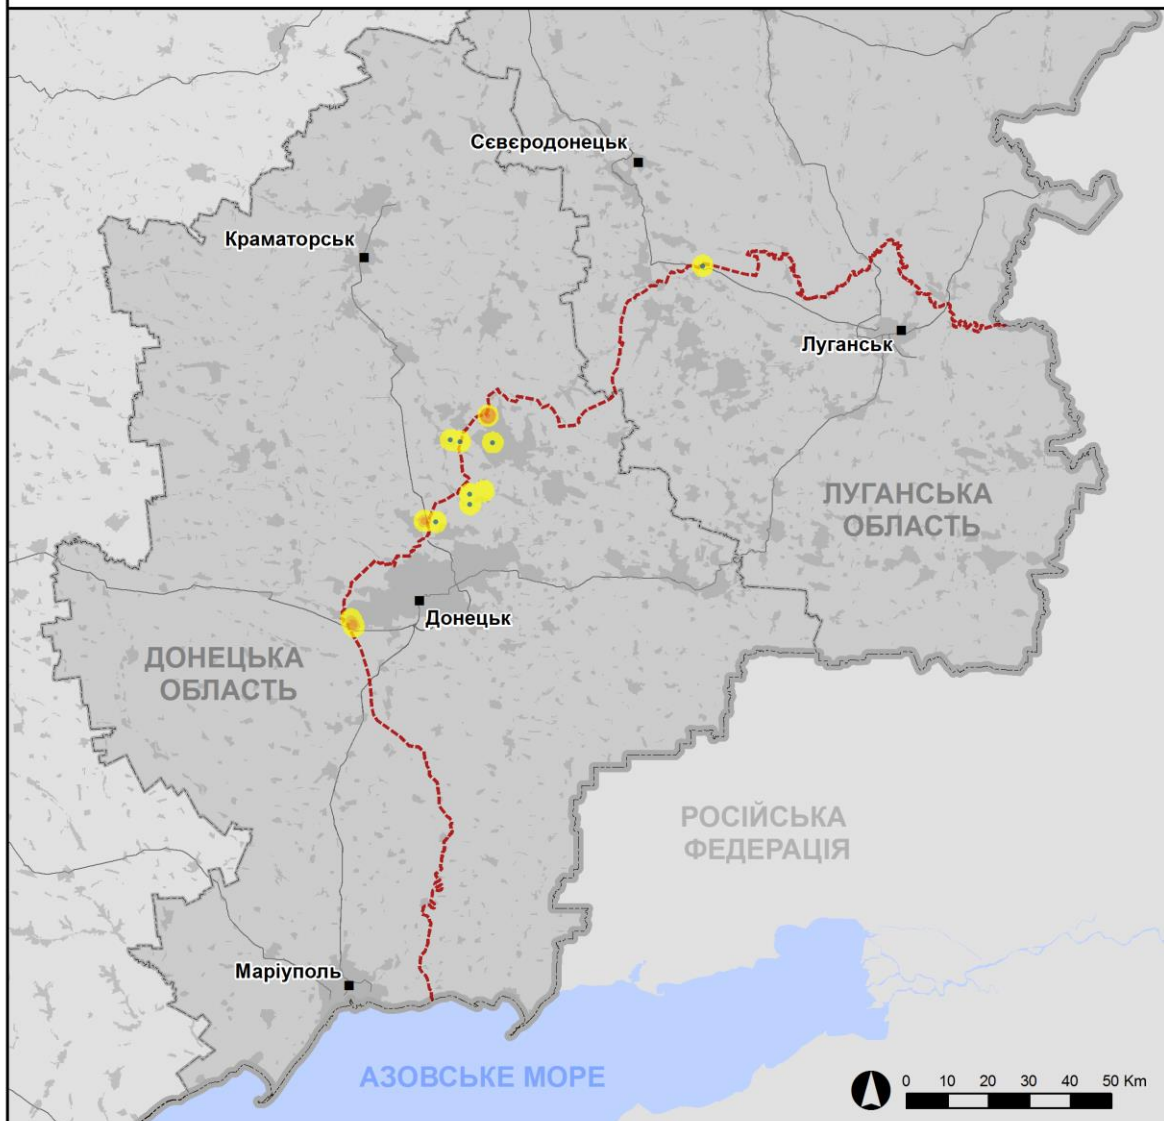 Сєвєродонецьк
Краматорськ
Луганськ
ЛУГАНСЬКА
ОБЛАСТЬ
Донецьк
ДОНЕЦЬКА
ОБЛАСТЬ
РОСІЙСЬКА
ФЕДЕРАЦІЯ
Маріуполь
АЗОВСЬКЕ МОРЕ
0 10 20 30 40 50 Km